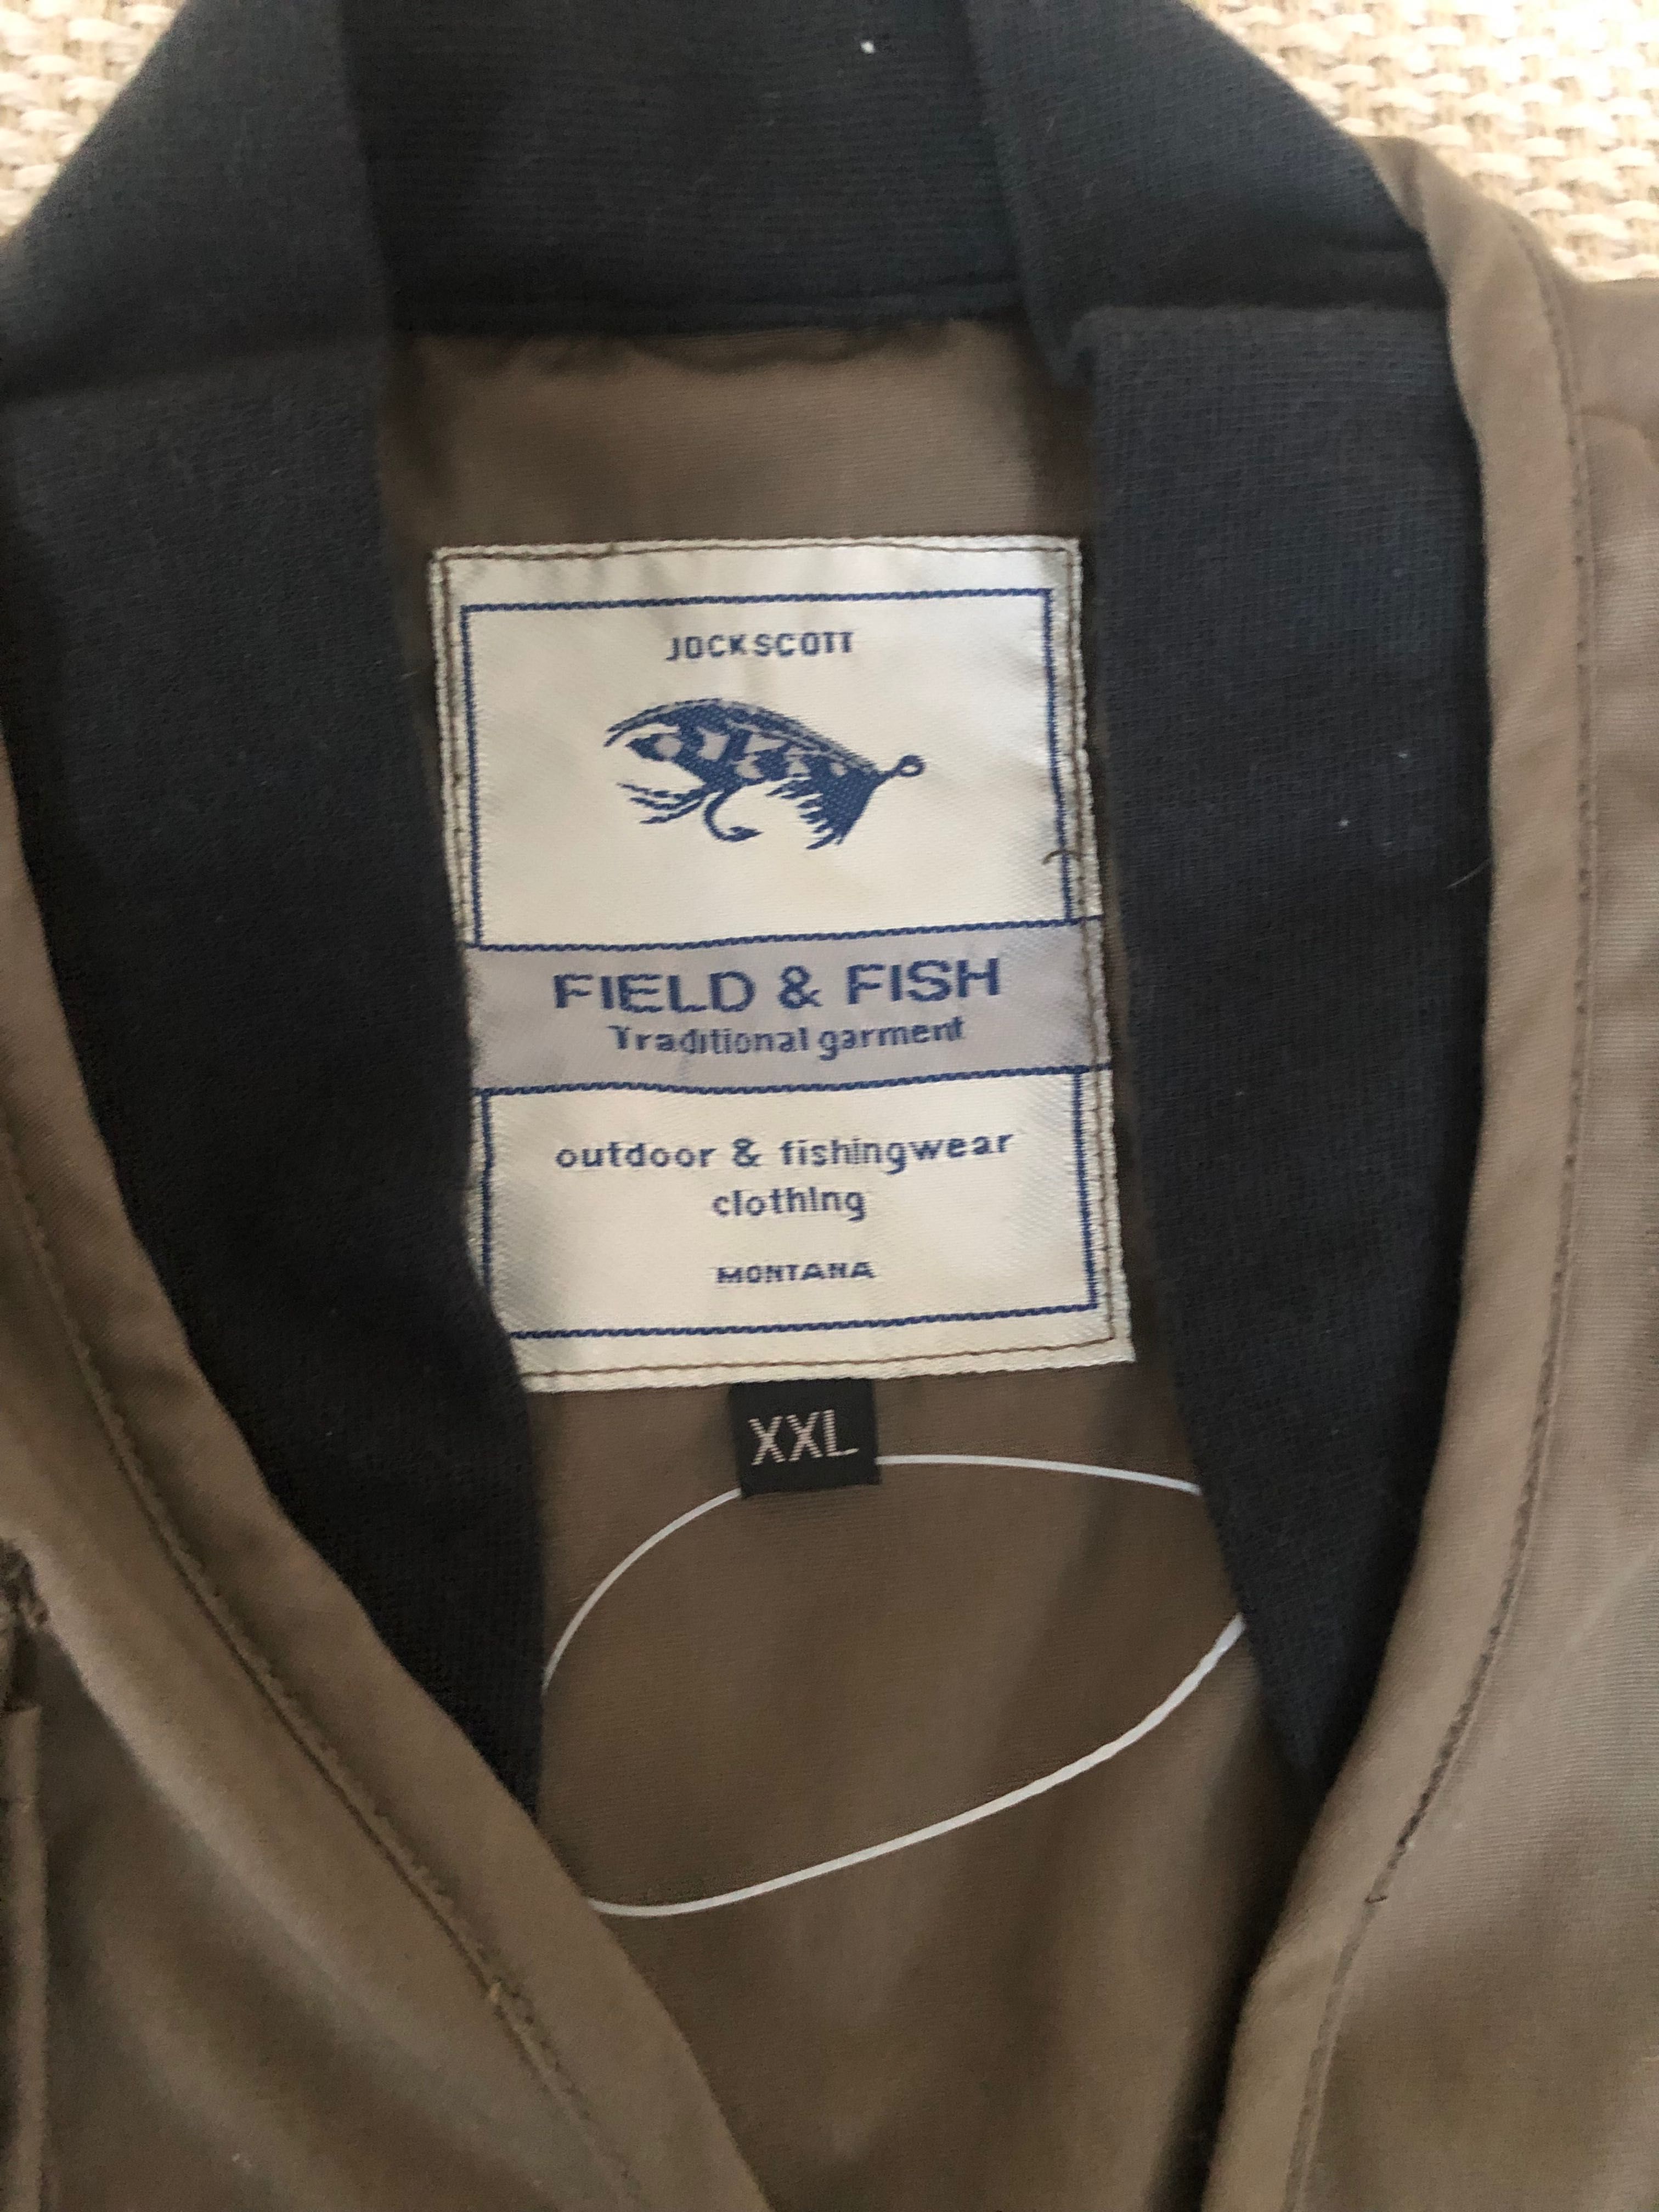 JOCK SCOTT
FIELD & FISH
Traditional garment
outdoor & fishingwear
clothing
MONTANA
XXL